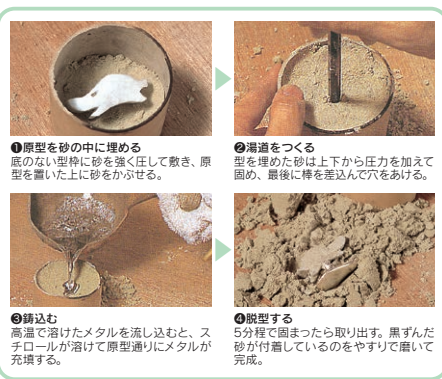 ❶原型を砂の中に埋める
底のない型枠に砂を強く圧して敷き、原
型を置いた上に砂をかぶせる。
❷湯道をつくる
型を埋めた砂は上下から圧力を加えて
固め、最後に棒を差込んで穴をあける。
❸鋳込む
高温で溶けたメタルを流し込むと、ス
チロールが溶けて原型通りにメタルが
充填する。
❹脱型する
5分程で固まったら取り出す。黒ずんだ
砂が付着しているのをやすりで磨いて
完成。